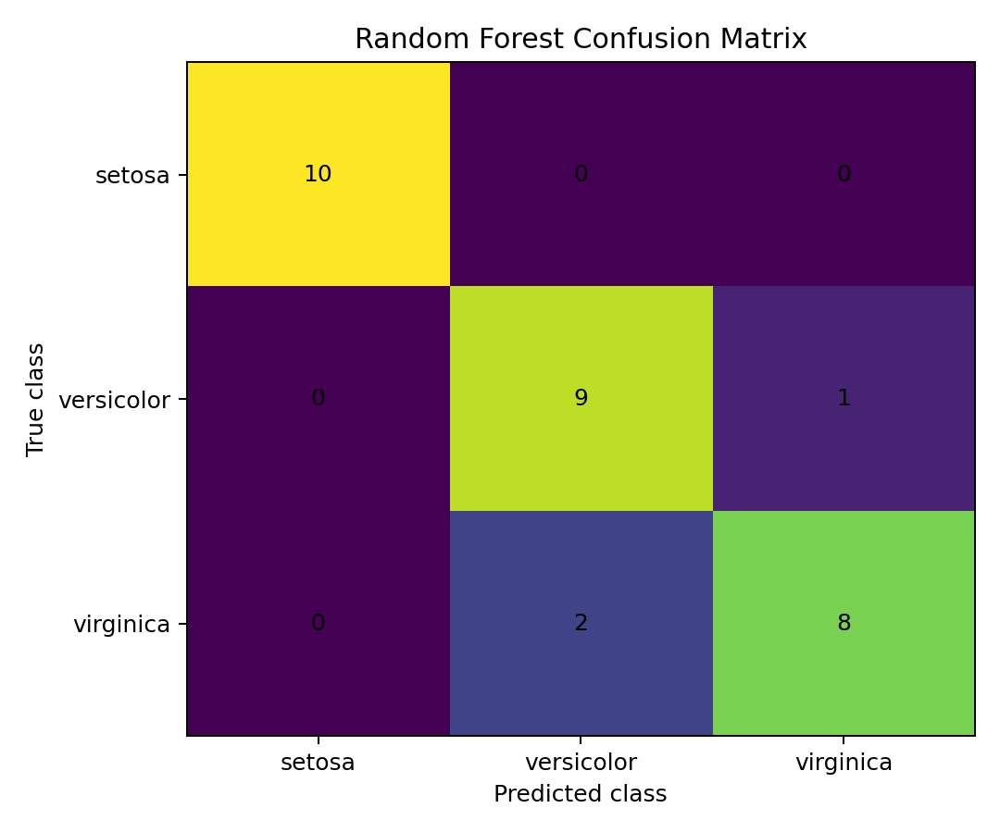 Random Forest Confusion Matrix
setosa
10 0 0
True class
versicolor
0 9 1
virginica
0 2 8
setosa versicolor virginica
Predicted class